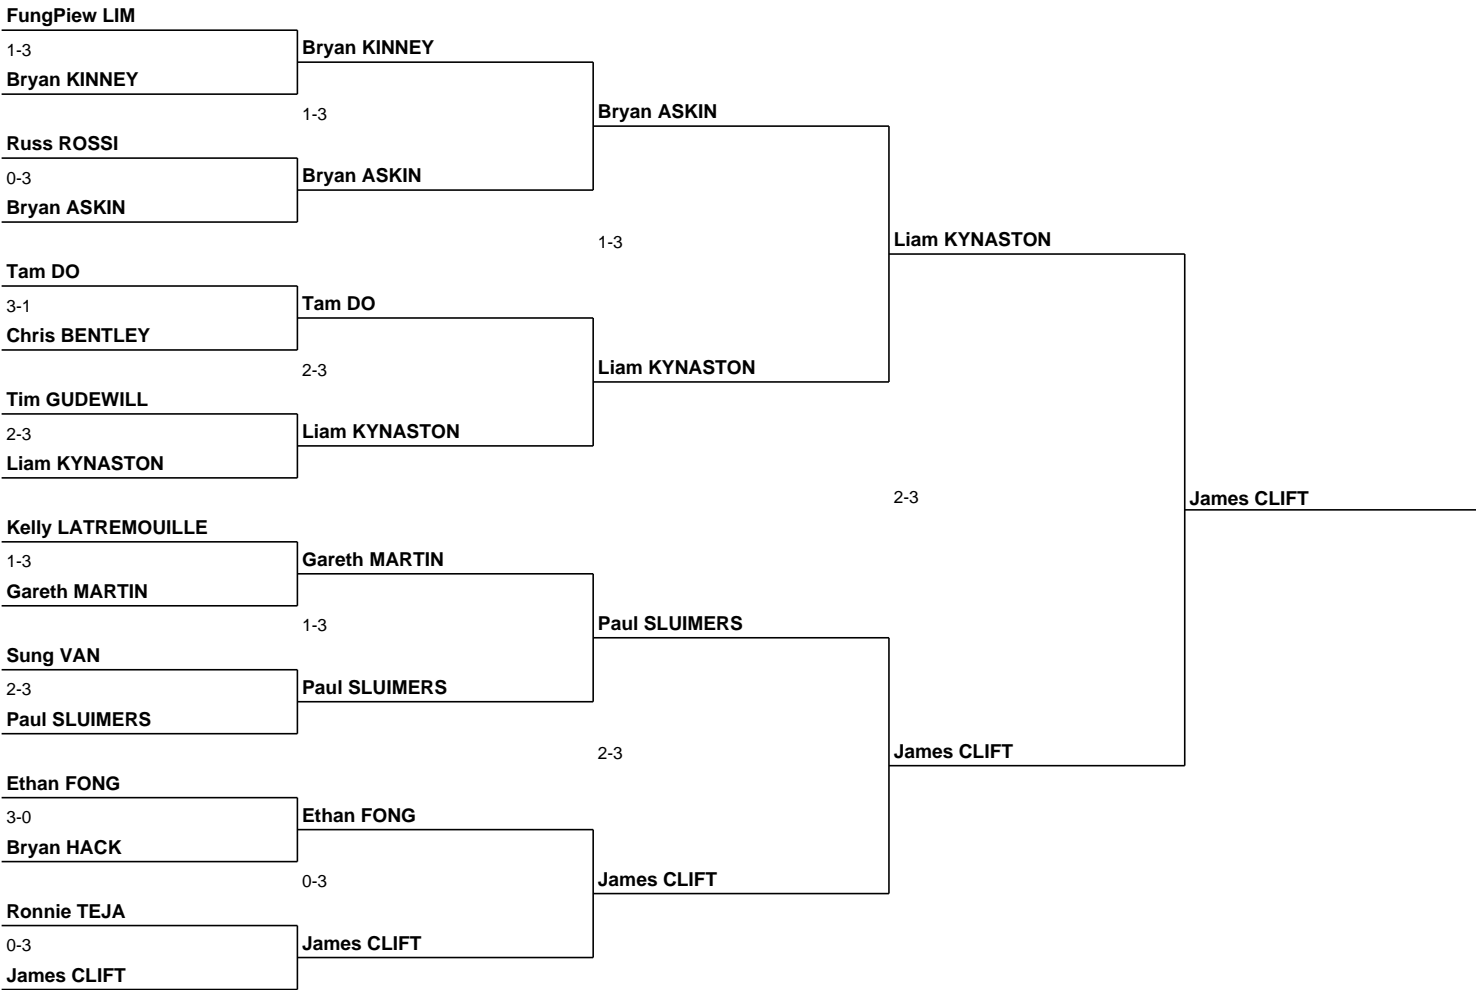 FungPiew LIM
1-3
Bryan KINNEY
Bryan KINNEY
1-3
Bryan ASKIN
Russ ROSSI
0-3
Bryan ASKIN
Bryan ASKIN
1-3
Liam KYNASTON
Tam DO
3-1
Tam DO
Chris BENTLEY
2-3
Liam KYNASTON
Tim GUDEWILL
2-3
Liam KYNASTON
Liam KYNASTON
2-3
James CLIFT
Kelly LATREMOUILLE
1-3
Gareth MARTIN
Gareth MARTIN
1-3
Paul SLUIMERS
Sung VAN
2-3
Paul SLUIMERS
Paul SLUIMERS
2-3
James CLIFT
Ethan FONG
3-0
Ethan FONG
Bryan HACK
0-3
James CLIFT
Ronnie TEJA
0-3
James CLIFT
James CLIFT